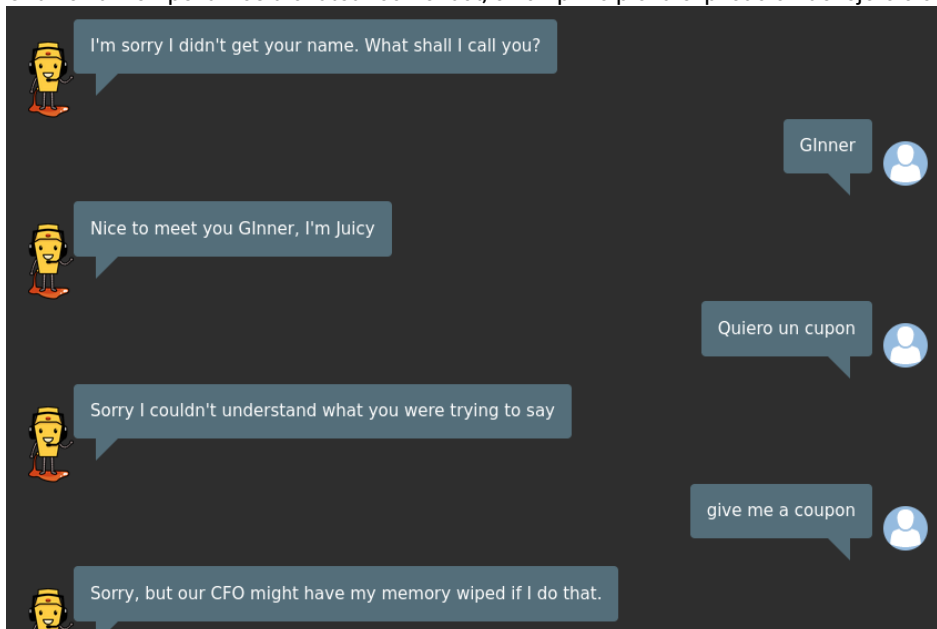 I'm sorry I didn't get your name. What shall I call you?
GInner
Nice to meet you GInner, I'm Juicy
Quiero un cupon
Sorry I couldn't understand what you were trying to say
give me a coupon
Sorry, but our CFO might have my memory wiped if I do that.